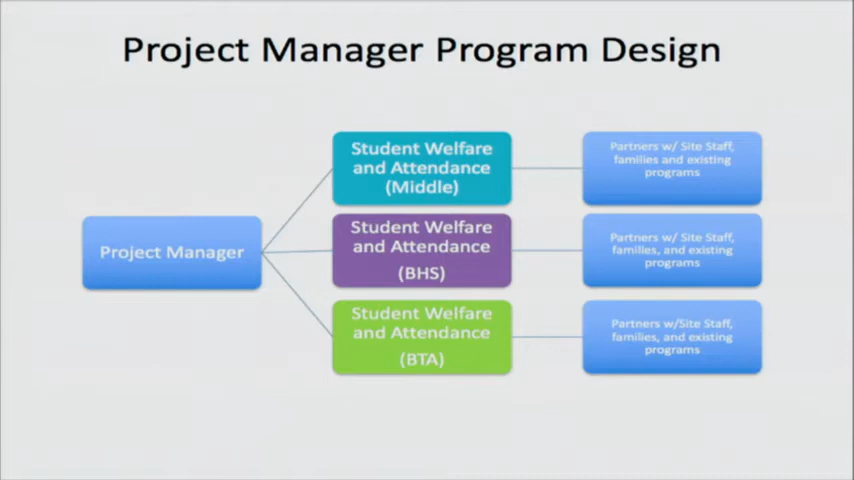 Project Manager Program Design
Student Welfare
and Attendance
(Middle)
Partners w/ Site Staff,
families and existing
programs
Project Manager
Student Welfare
and Attendance
(BHS)
Partners w/ Site Staff,
families, and existing
programs
Student Welfare
and Attendance
(BTA)
Partners w/Site Staff,
families, and existing
programs